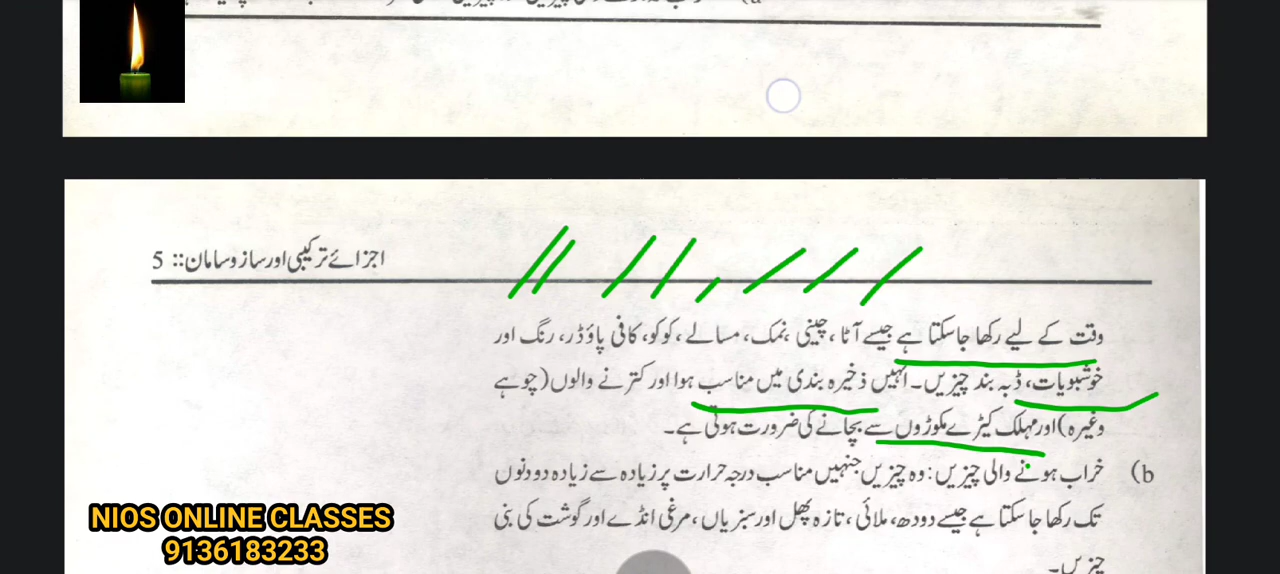 اجزائے ترکیبی اور ساز و سامان :: 5
وقت کے لیے رکھا جاسکتا ہے جیسے آٹا، چینی، نمک، مسالے، کوکو، کافی پاؤڈر، رنگ اور
خوشبویات، ڈبہ بند چیزیں۔ انہیں ذخیرہ بندی میں مناسب ہوا اور کترنے والوں (چوہے
وغیرہ) اور مہلک کیڑے مکوڑوں سے بچانے کی ضرورت ہوتی ہے۔
(b خراب ہونے والی چیزیں: وہ چیزیں جنہیں مناسب درجہ حرارت پر زیادہ سے زیادہ دو دنوں
تک رکھا جاسکتا ہے جیسے دودھ، ملائی، تازہ پھل اور سبزیاں، مرغی انڈے اور گوشت کی بنی
چیزیں۔
NIOS ONLINE CLASSES
9136183233